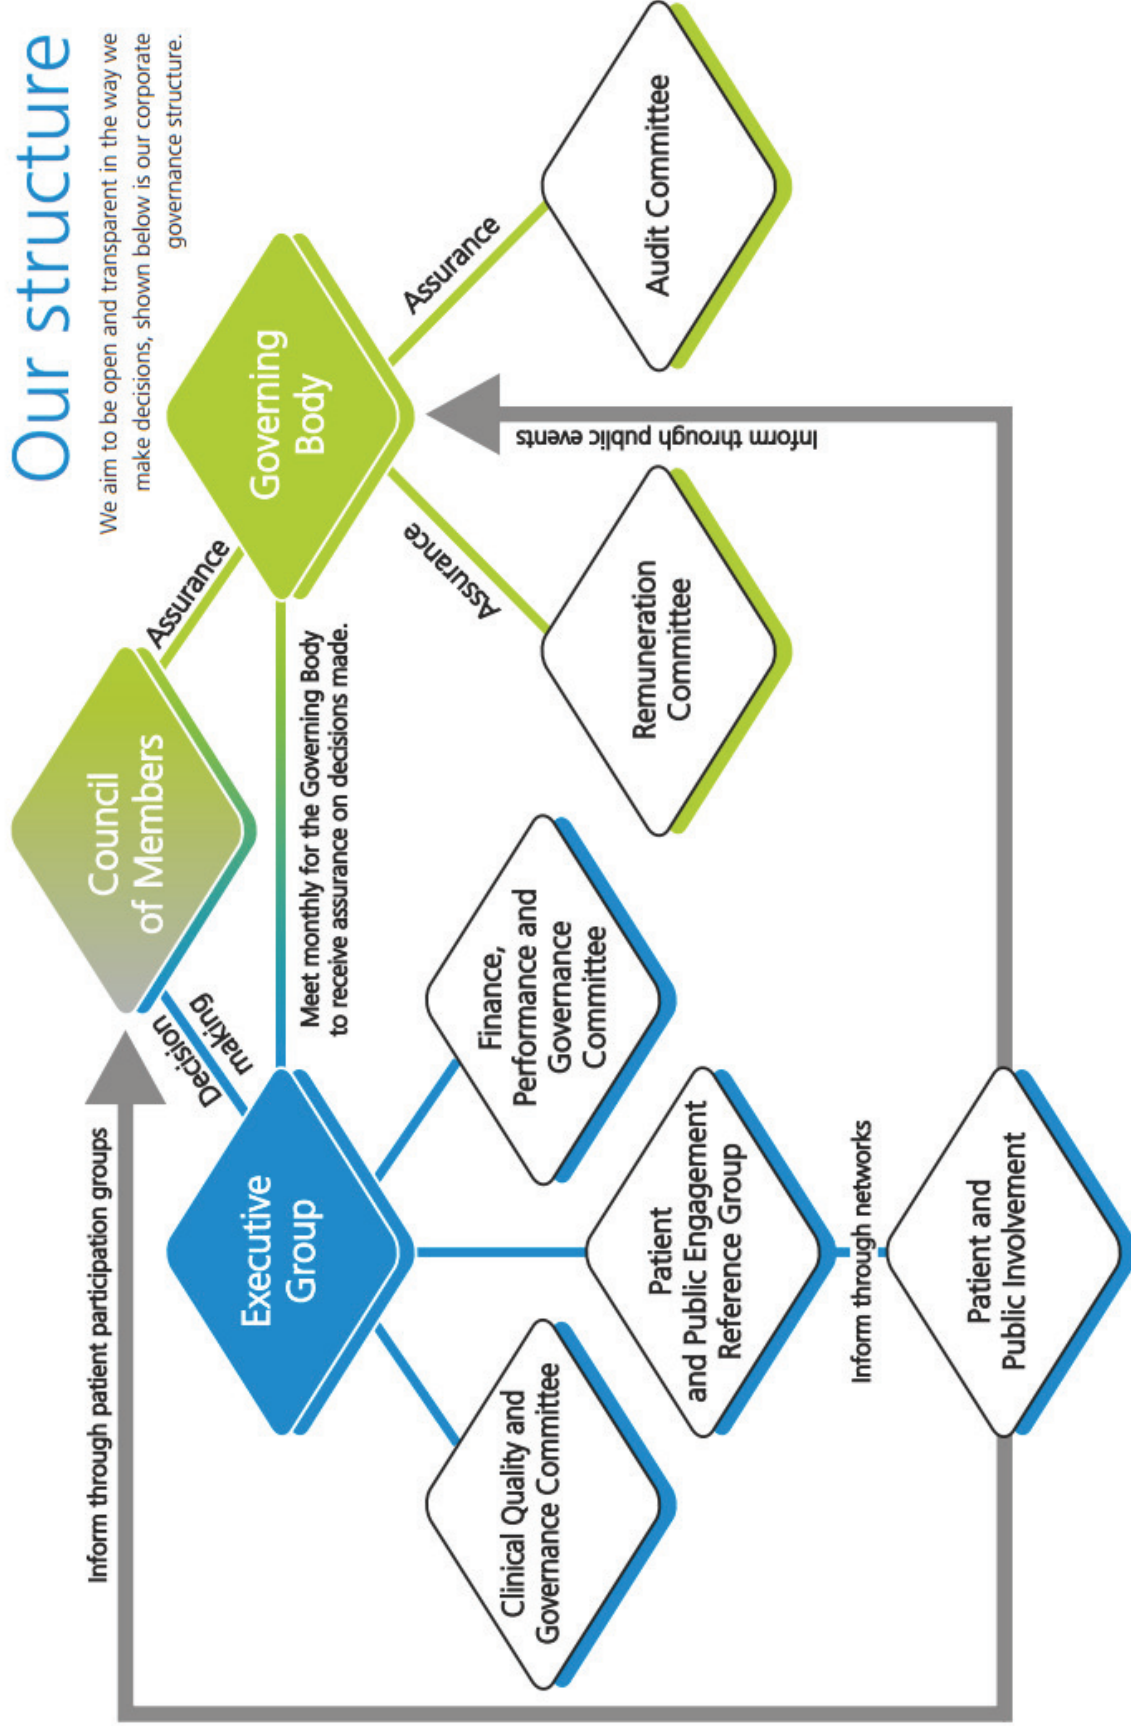 Our structure
We aim to be open and transparent in the way we
make decisions, shown below is our corporate
governance structure.
Inform through patient participation groups
Council
of Members
Decision
making
Assurance
Executive
Group
Governing
Body
Meet monthly for the Governing Body
to receive assurance on decisions made.
Assurance
Assurance
Clinical Quality and
Governance Committee
Finance,
Performance and
Governance
Committee
Patient
and Public Engagement
Reference Group
Remuneration
Committee
Audit Committee
Inform through public events
Inform through networks
Patient and
Public Involvement